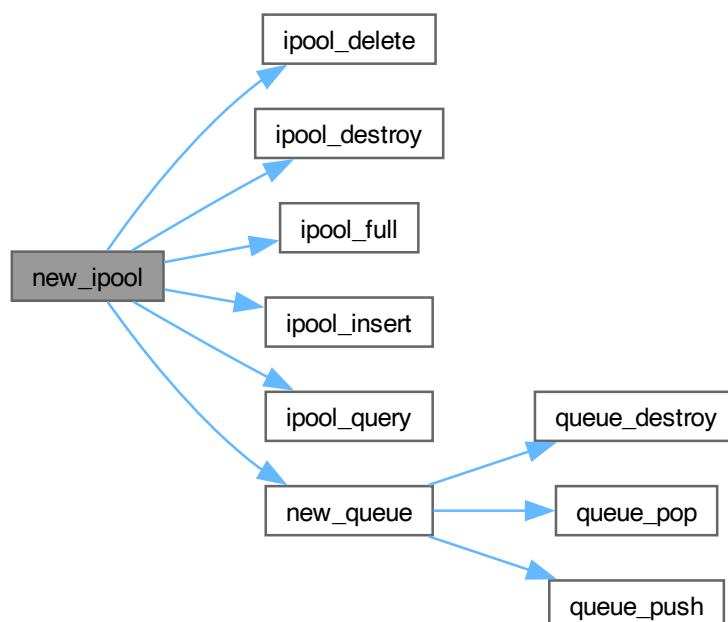 ipool_delete
ipool_destroy
ipool_full
new_ipool
ipool_insert
ipool_query
queue_destroy
new_queue
queue_pop
queue_push